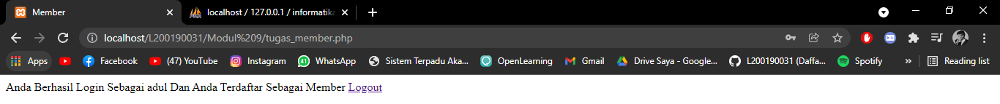 Member
localhost / 127.0.0.1 / informatika
localhost/L200190031/Modul%209/tugas_member.php
Apps Facebook (47) YouTube Instagram 41 WhatsApp Sistem Terpadu Aka... OpenLearning Gmail Drive Saya - Google... L200190031 (Daffa... Spotify » Reading list
Anda Berhasil Login Sebagai adul Dan Anda Terdaftar Sebagai Member Logout